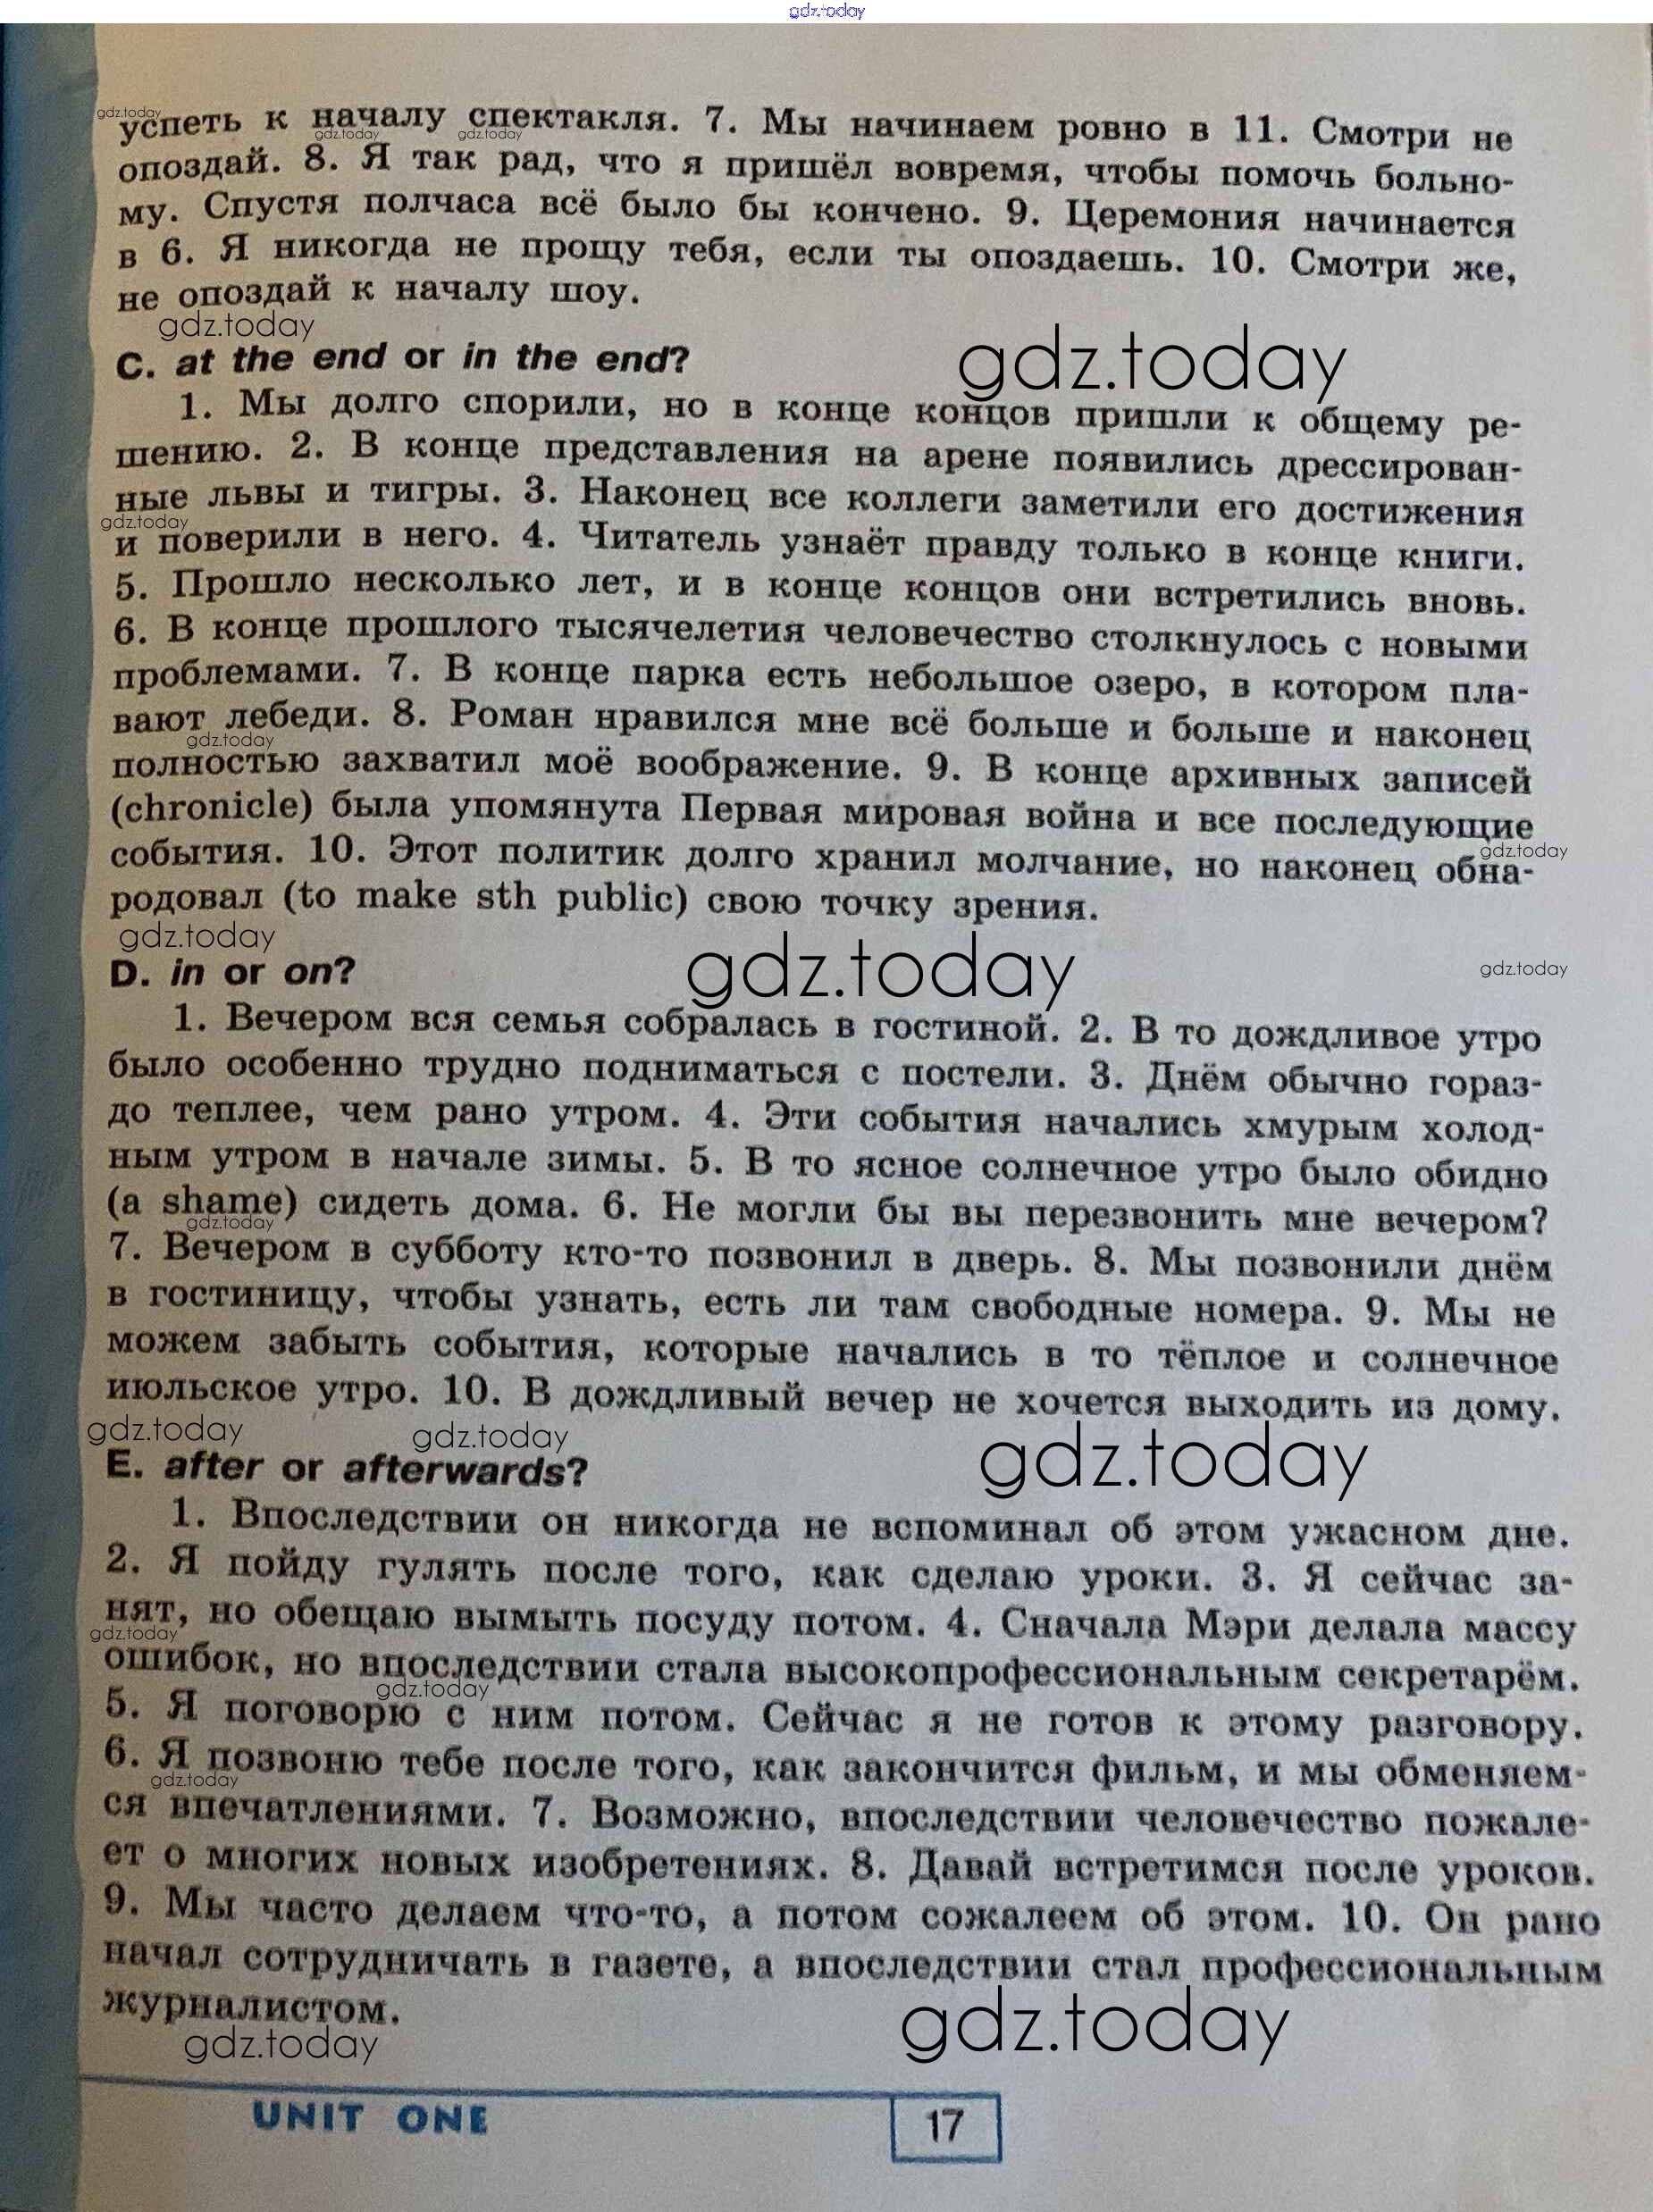 gdz.today
успеть к началу спектакля. 7. Мы начинаем ровно в 11. Смотри не
опоздай. 8. Я так рад, что я пришёл вовремя, чтобы помочь больно-
му. Спустя полчаса всё было бы кончено. 9. Церемония начинается
в 6. Я никогда не прощу тебя, если ты опоздаешь. 10. Смотри же,
не опоздай к началу шоу.
gdz.today
gdz.today
C. at the end or in the end?
1. Мы долго спорили, но в конце концов пришли к общему ре-
шению. 2. В конце представления на арене появились дрессирован-
ные львы и тигры. 3. Наконец все коллеги заметили его достижения
и поверили в него. 4. Читатель узнаёт правду только в конце книги.
5. Прошло несколько лет, и в конце концов они встретились вновь.
6. В конце прошлого тысячелетия человечество столкнулось с новыми
проблемами. 7. В конце парка есть небольшое озеро, в котором пла-
вают лебеди. 8. Роман нравился мне всё больше и больше и наконец
полностью захватил моё воображение. 9. В конце архивных записей
(chronicle) была упомянута Первая мировая война и все последующие
события. 10. Этот политик долго хранил молчание, но наконец обна-
родовал (to make sth public) свою точку зрения.
gdz.today
gdz.today
gdz.today
D. in or on?
1. Вечером вся семья собралась в гостиной. 2. В то дождливое утро
было особенно трудно подниматься с постели. 3. Днём обычно гораз-
до теплее, чем рано утром. 4. Эти события начались хмурым холод-
ным утром в начале зимы. 5. В то ясное солнечное утро было обидно
(a shame) сидеть дома. 6. Не могли бы вы перезвонить мне вечером?
7. Вечером в субботу кто-то позвонил в дверь. 8. Мы позвонили днём
в гостиницу, чтобы узнать, есть ли там свободные номера. 9. Мы не
можем забыть события, которые начались в то тёплое и солнечное
июльское утро. 10. В дождливый вечер не хочется выходить из дому.
gdz.today
gdz.today
gdz.today
E. after or afterwards?
1. Впоследствии он никогда не вспоминал об этом ужасном дне.
2. Я пойду гулять после того, как сделаю уроки. 3. Я сейчас за-
нят, но обещаю вымыть посуду потом. 4. Сначала Мэри делала массу
ошибок, но впоследствии стала высокопрофессиональным секретарём.
5. Я поговорю с ним потом. Сейчас я не готов к этому разговору.
6. Я позвоню тебе после того, как закончится фильм, и мы обменяем-
ся впечатлениями. 7. Возможно, впоследствии человечество пожале-
ет о многих новых изобретениях. 8. Давай встретимся после уроков.
9. Мы часто делаем что-то, а потом сожалеем об этом. 10. Он рано
начал сотрудничать в газете, а впоследствии стал профессиональным
журналистом.
gdz.today
gdz.today
UNIT ONE
17